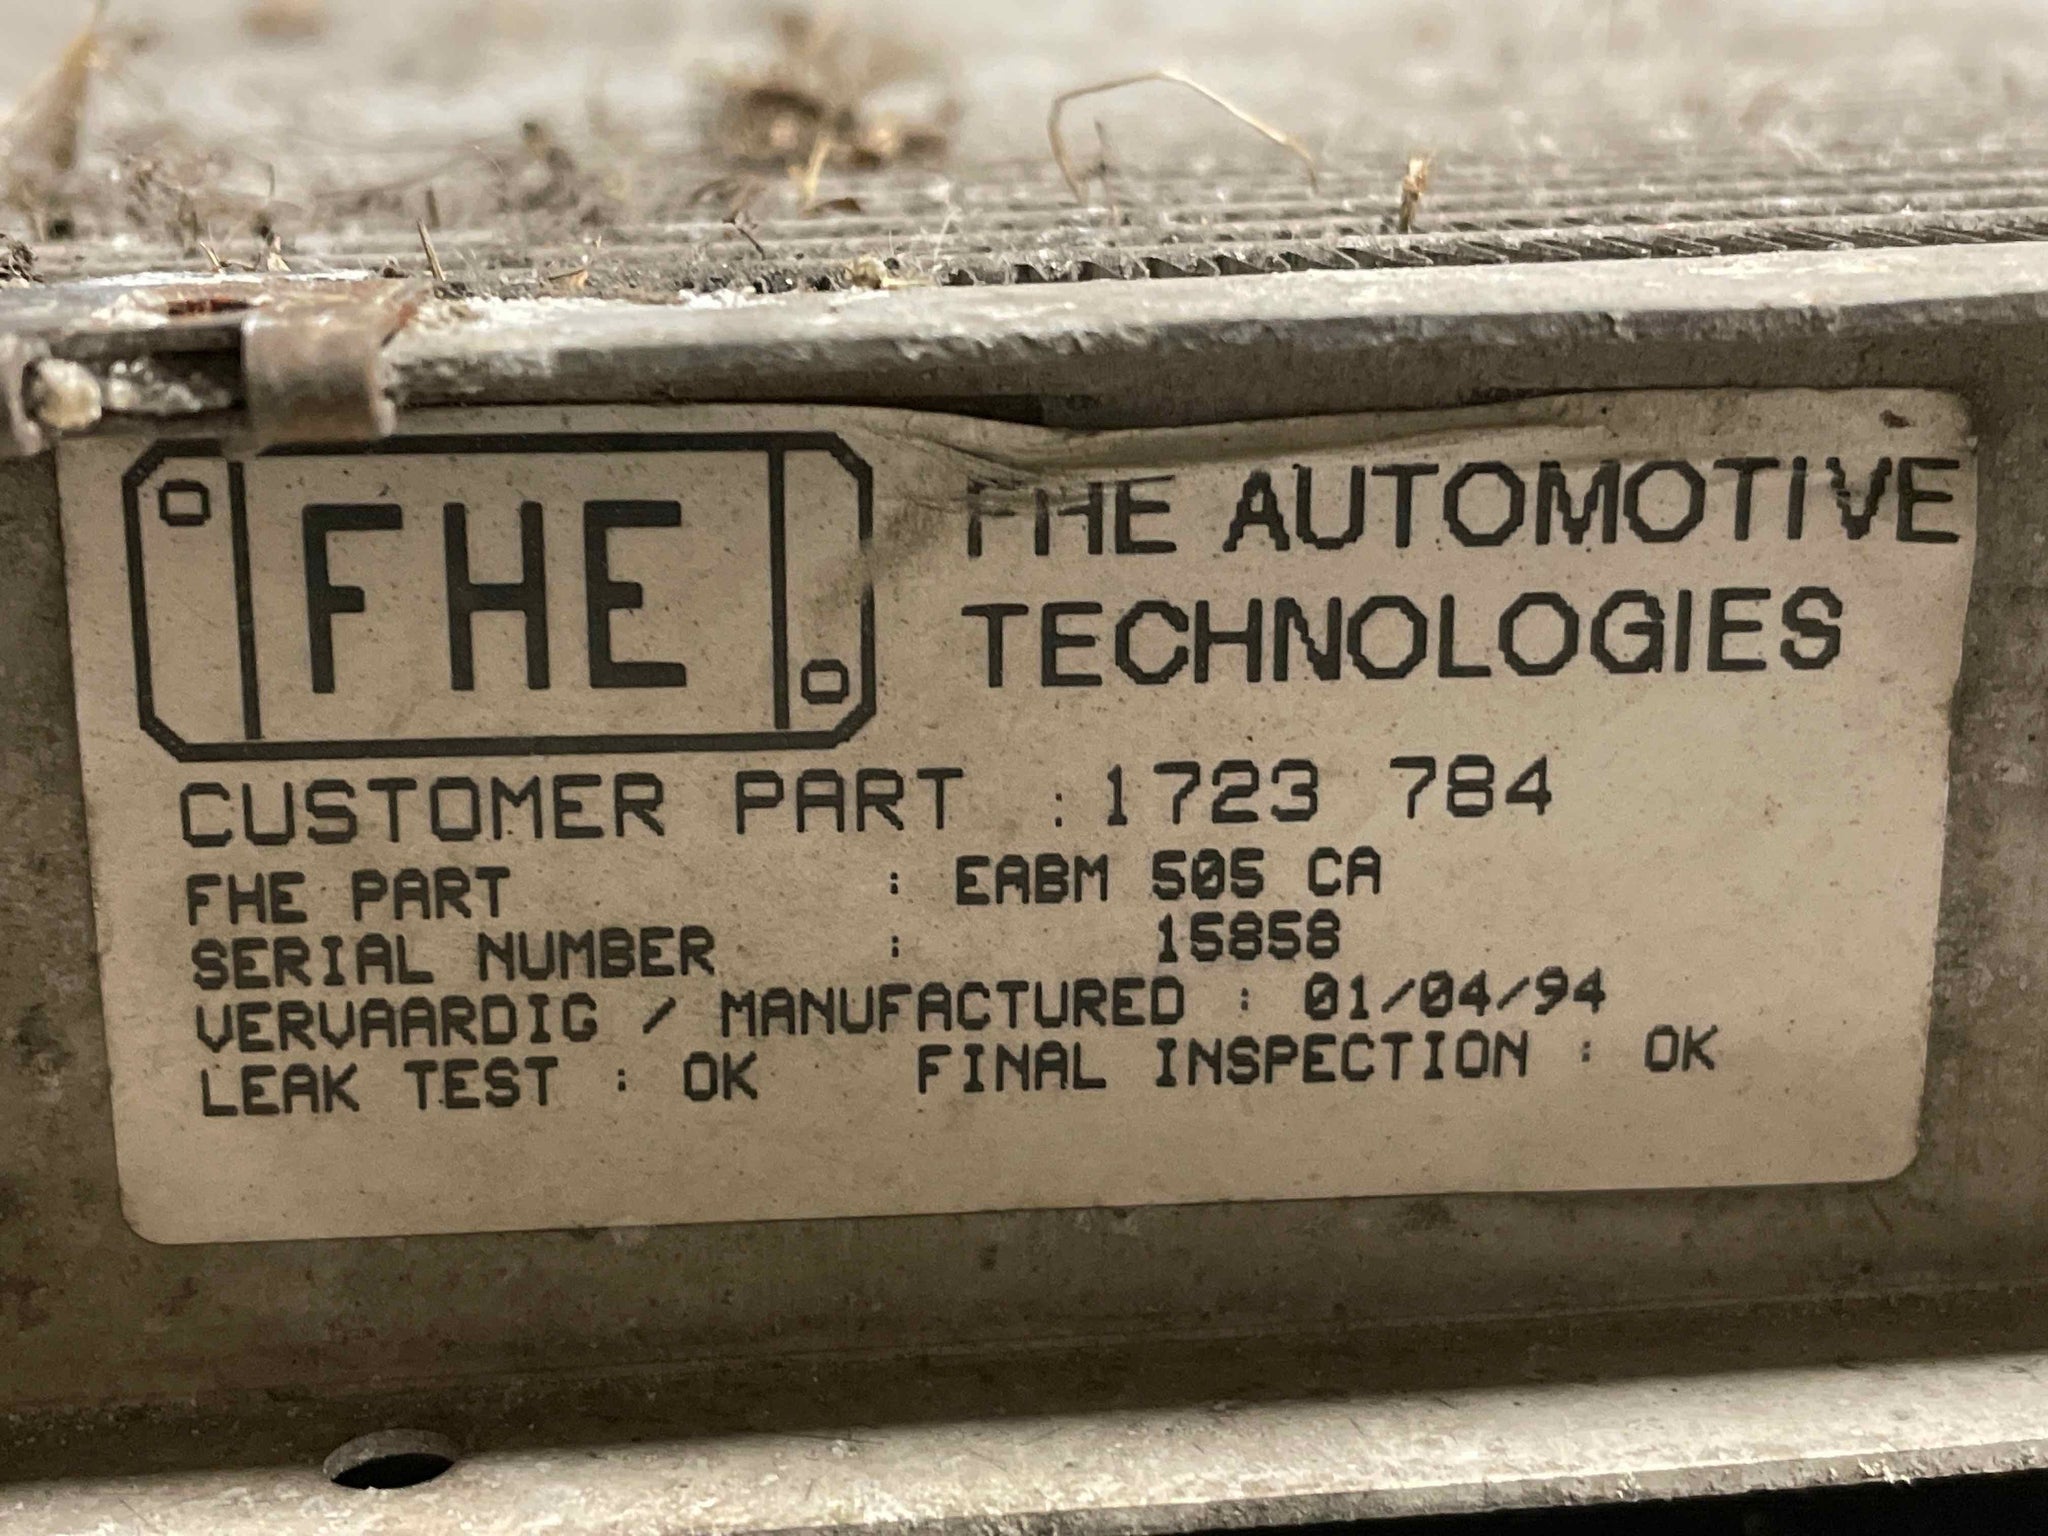 FHE
FHE AUTOMOTIVE
TECHNOLOGIES
CUSTOMER PART : 1723 784
FHE PART : EABM 505 CA
SERIAL NUMBER : 15858
VERVAARDIG / MANUFACTURED : 01/04/94
LEAK TEST : OK FINAL INSPECTION : OK